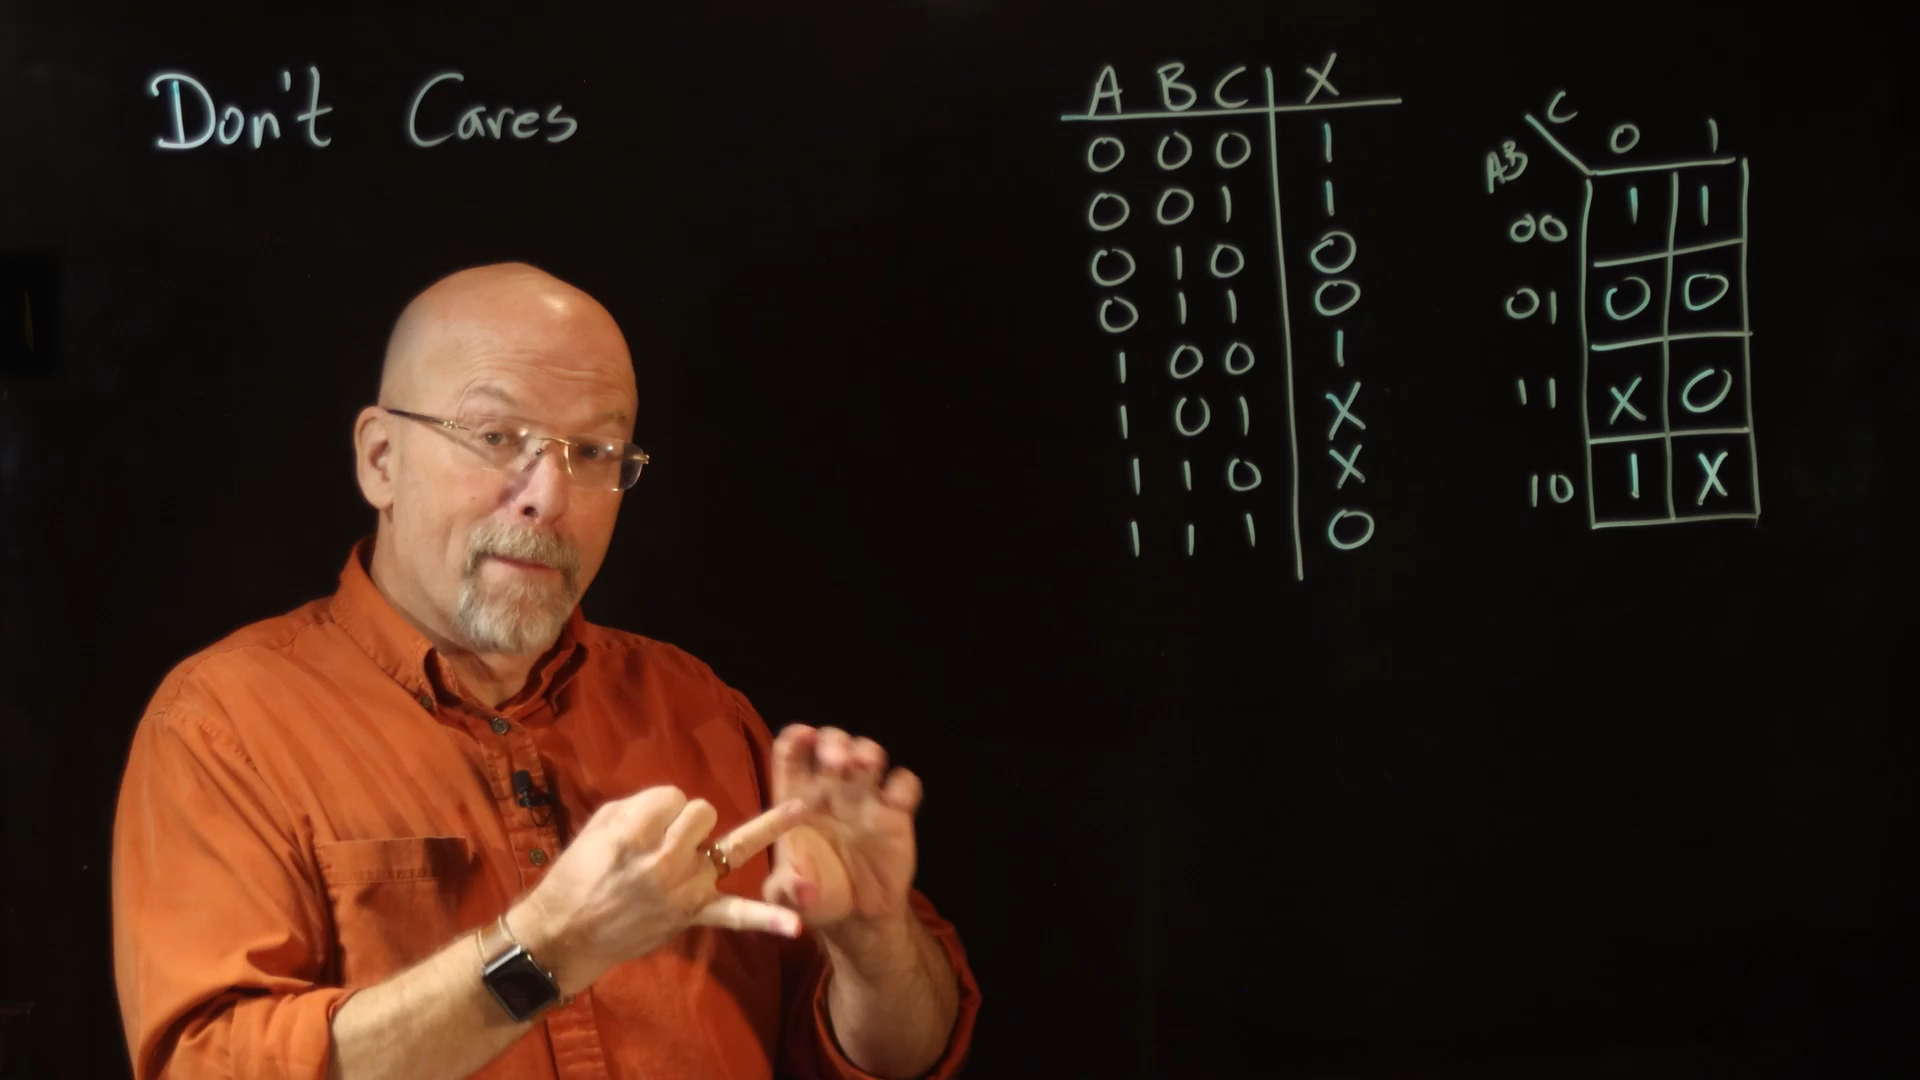 Don't Cares
A B C X
0 0 0 1
0 0 1 1
0 1 0 0
0 1 1 0
1 0 0 1
1 0 1 X
1 1 0 X
1 1 1 0
C
AB 0 1
00 1 1
01 0 0
11 X 0
10 1 X